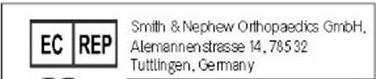 EC REP
Smith & Nephew Orthopaedics GmbH,
Alemannenstrasse 14, 78532
Tuttlingen, Germany